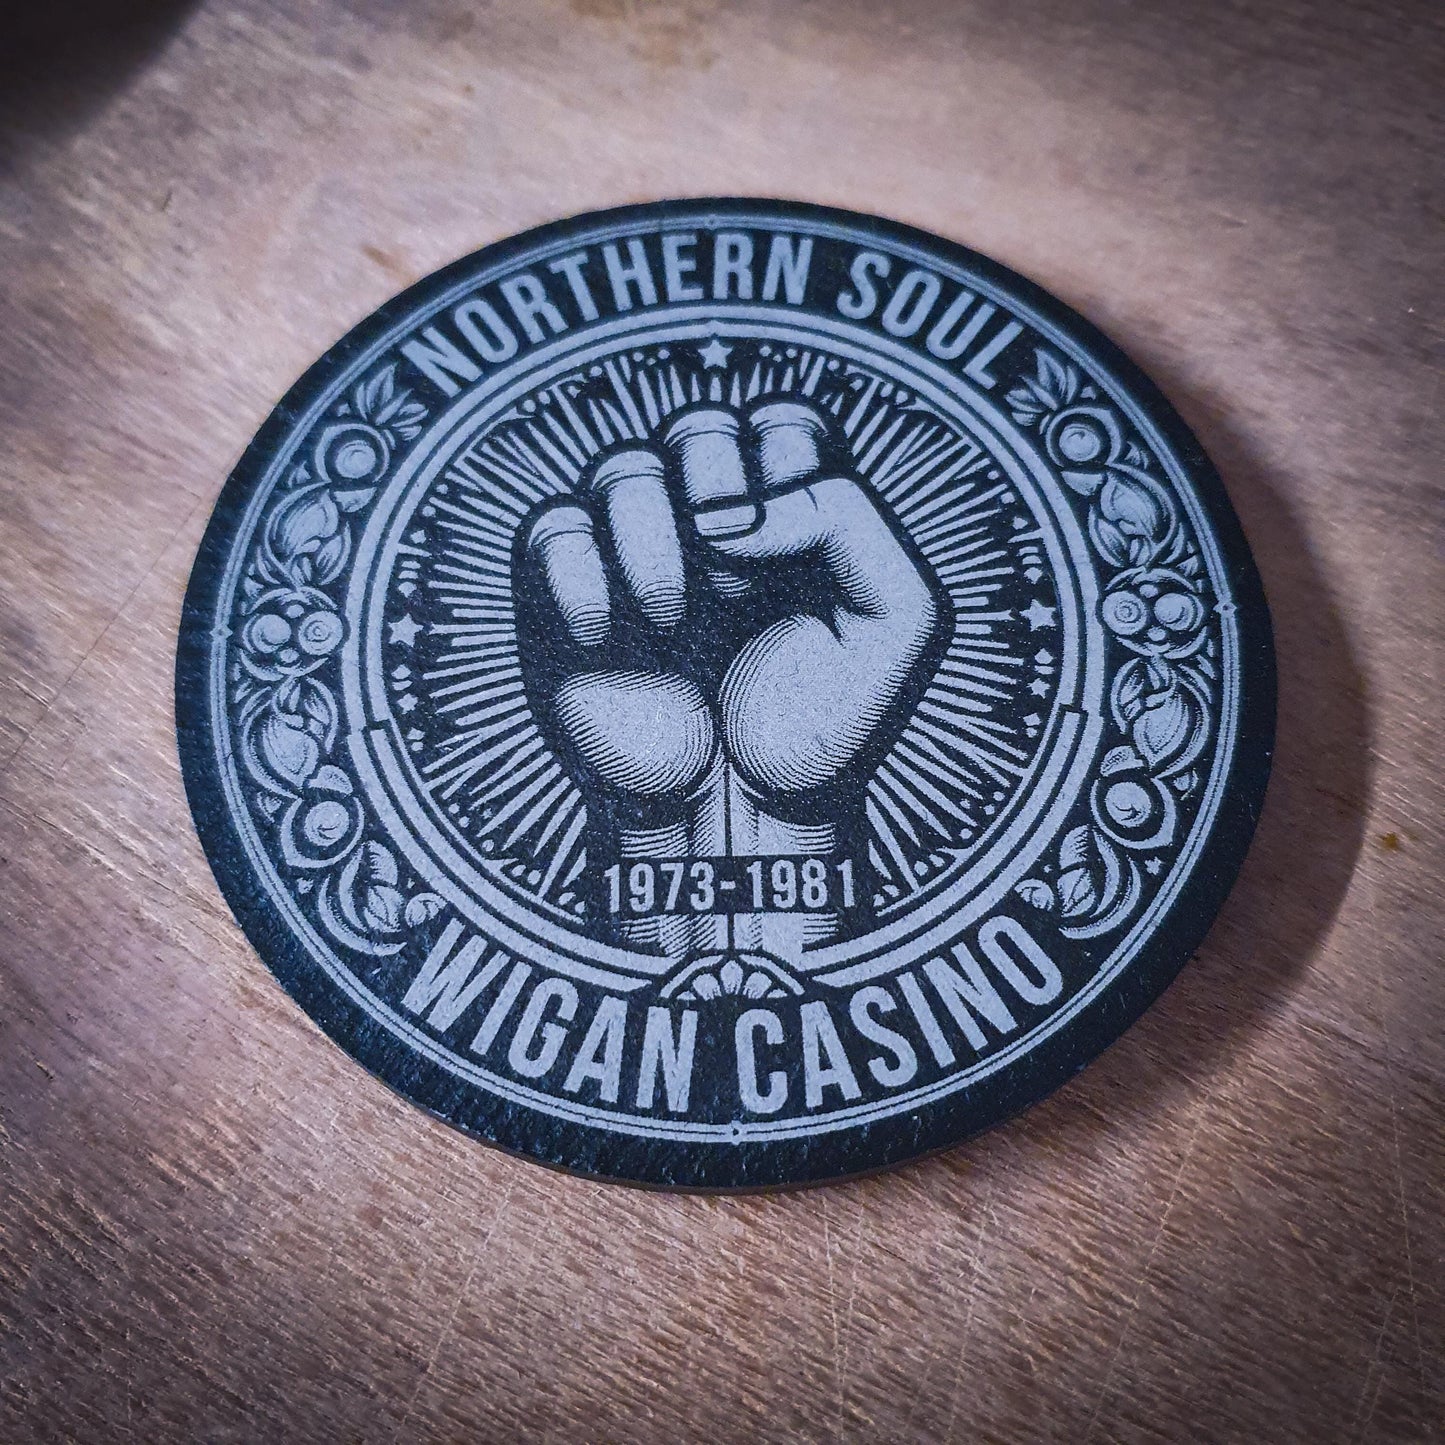 NORTHERN SOUL
1973-1981
WIGAN CASINO